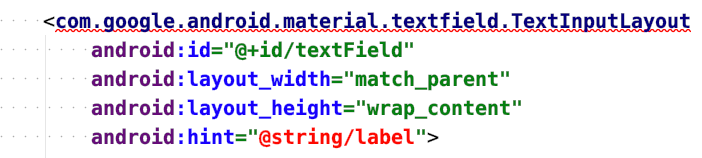 <com.google.android.material.textfield.TextInputLayout
android:id="@+id/textField"
android:layout_width="match_parent"
android:layout_height="wrap_content"
android:hint="@string/label">